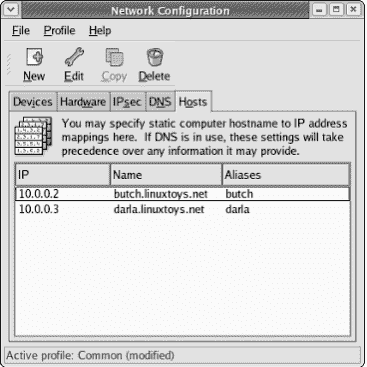 Network Configuration
File Profile Help
New Edit Copy Delete
Devices Hardware IPsec DNS Hosts
You may specify static computer hostname to IP address
mappings here. If DNS is in use, these settings will take
precedence over any information it may provide.
IP Name Aliases
10.0.0.2 butch.linuxtoys.net butch
10.0.0.3 darla.linuxtoys.net darla
Active profile: Common (modified)